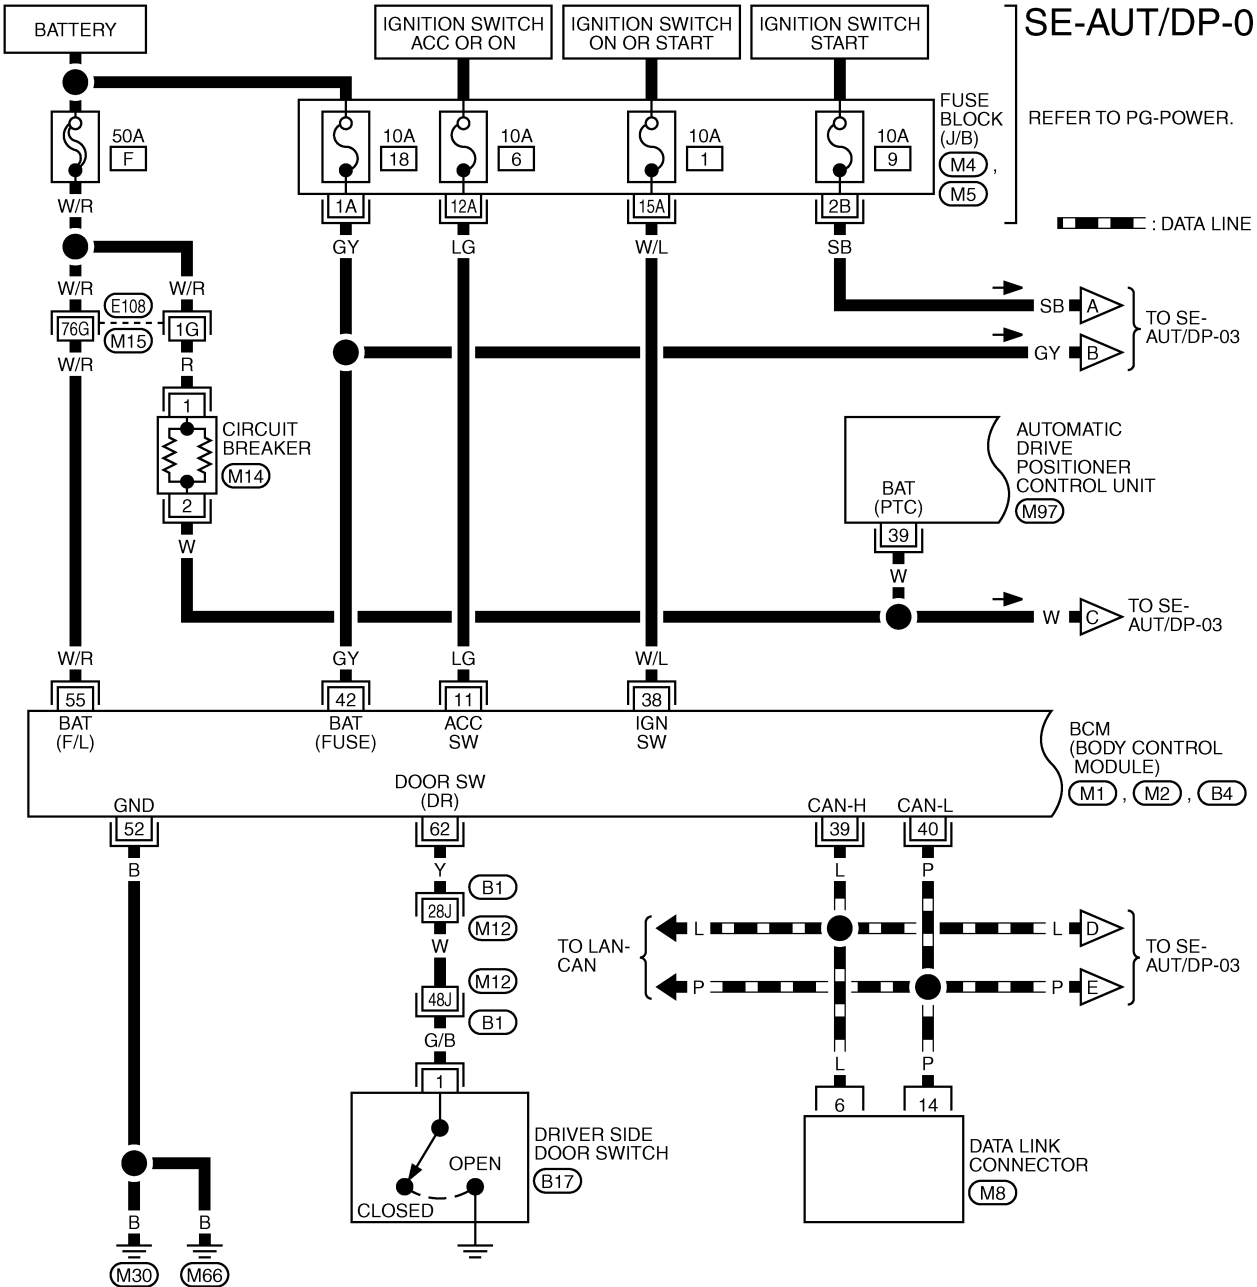 SE-AUT/DP-0
BATTERY
IGNITION SWITCH
ACC OR ON
IGNITION SWITCH
ON OR START
IGNITION SWITCH
START
FUSE
BLOCK
(J/B)
M4 ,
M5
REFER TO PG-POWER.
: DATA LINE
50A
F
10A
18
10A
6
10A
1
10A
9
W/R
1A
12A
15A
2B
GY
LG
W/L
SB
W/R
W/R
E108
76G
M15
1G
W/R
R
SB
A
GY
B
TO SE-
AUT/DP-03
1
CIRCUIT
BREAKER
M14
2
W
BAT
(PTC)
39
W
AUTOMATIC
DRIVE
POSITIONER
CONTROL UNIT
M97
W
C
TO SE-
AUT/DP-03
W/R
GY
LG
W/L
55
42
11
38
BAT
(F/L)
BAT
(FUSE)
ACC
SW
IGN
SW
BCM
(BODY CONTROL
MODULE)
M1 , M2 , B4
GND
DOOR SW
(DR)
CAN-H
CAN-L
52
62
39
40
B
Y
L
P
B1
28J
M12
W
M12
48J
B1
G/B
1
TO LAN-
CAN
L
L
D
P
P
E
TO SE-
AUT/DP-03
L
P
6
14
DATA LINK
CONNECTOR
M8
OPEN
CLOSED
DRIVER SIDE
DOOR SWITCH
B17
B
B
M30
M66